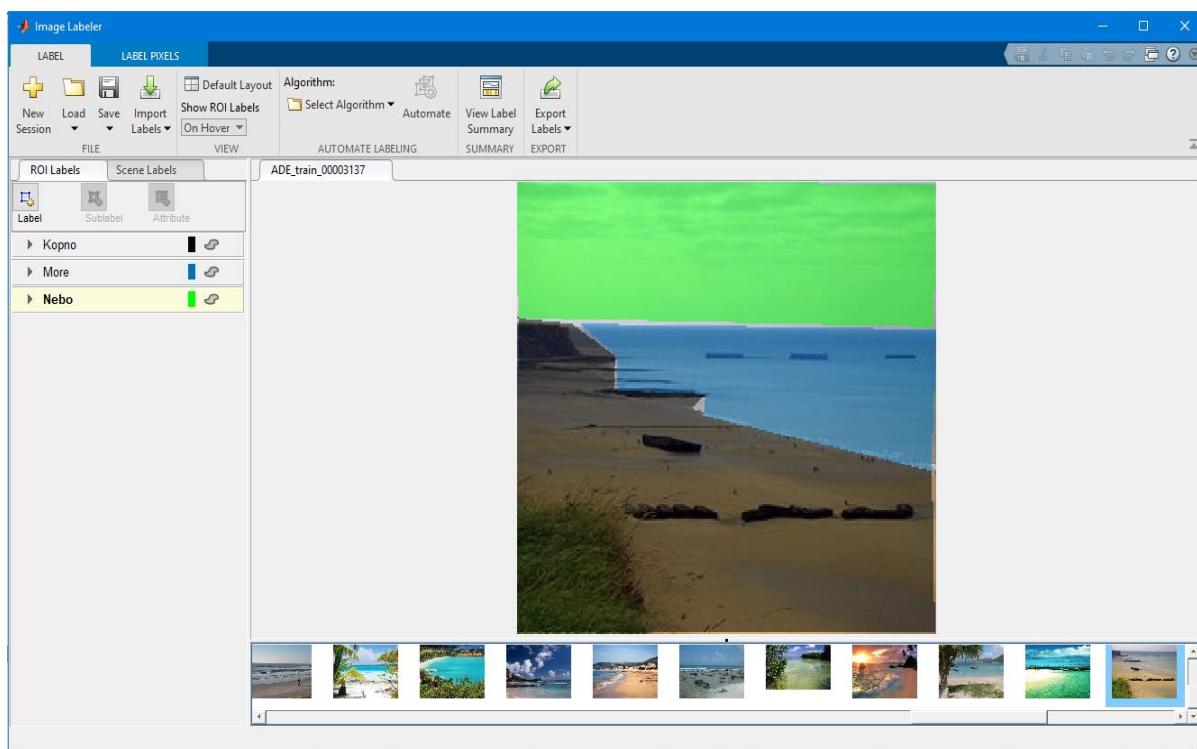 Image Labeler
LABEL
LABEL PIXELS
New Session
Load
Save
Import Labels
FILE
Default Layout
Show ROI Labels
On Hover
VIEW
Algorithm:
Select Algorithm
Automate
AUTOMATE LABELING
View Label Summary
SUMMARY
Export Labels
EXPORT
ROI Labels
Scene Labels
ADE_train_00003137
Label
Sublabel
Attribute
Kopno
More
Nebo